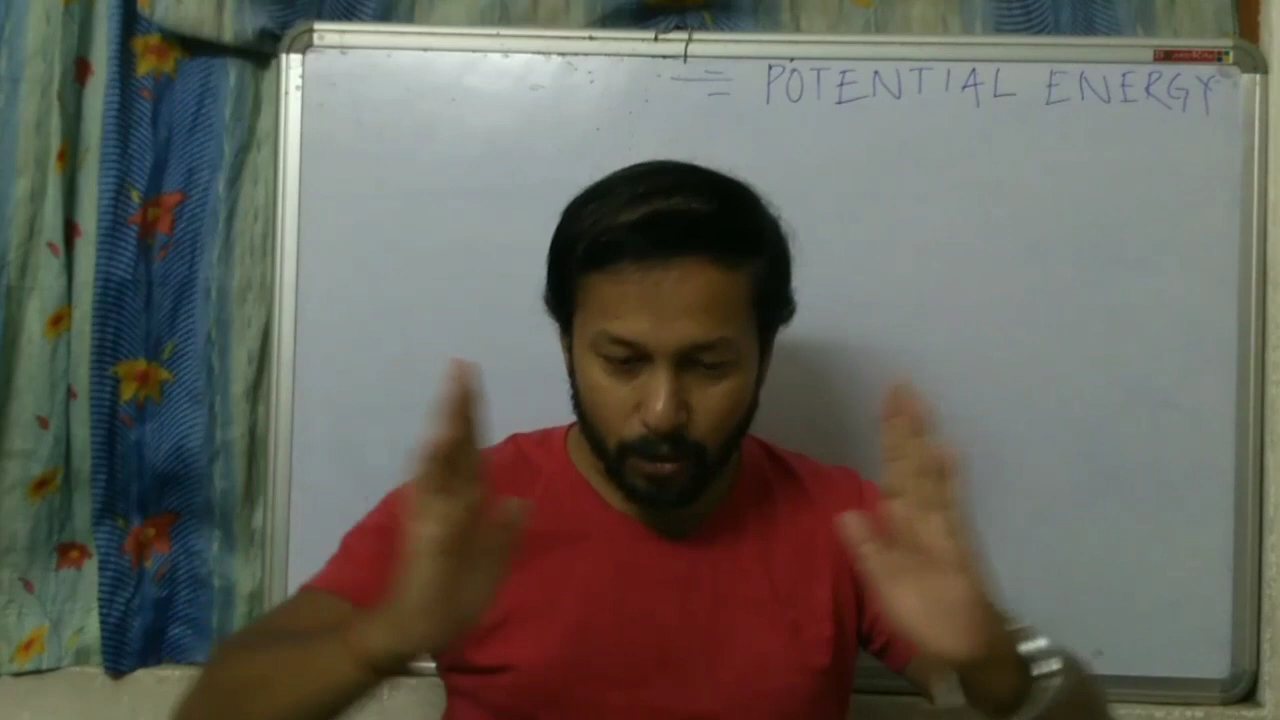 = POTENTIAL ENERGY